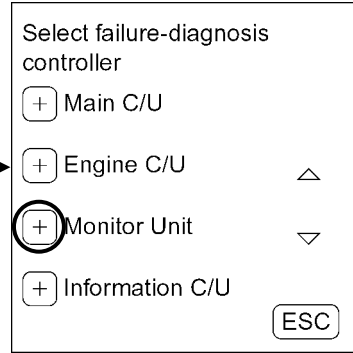 Select failure-diagnosis
controller
+ Main C/U
+ Engine C/U
+ Monitor Unit
+ Information C/U
ESC